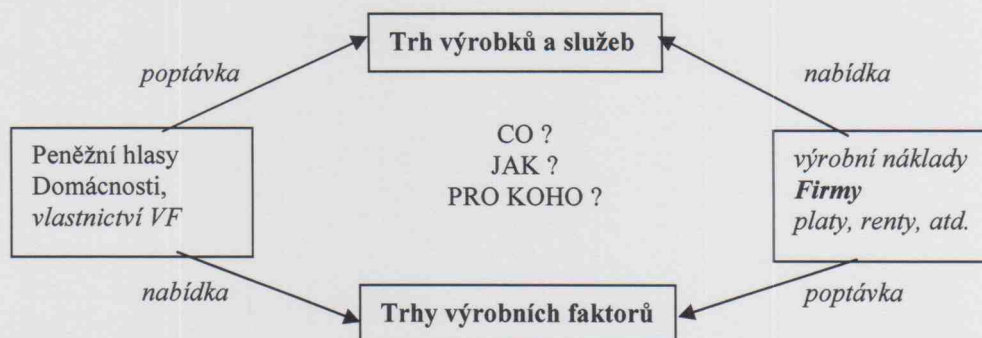 Trh výrobků a služeb
poptávka
nabídka
Peněžní hlasy
Domácnosti,
vlastnictví VF
CO ?
JAK ?
PRO KOHO ?
výrobní náklady
Firmy
platy, renty, atd.
nabídka
poptávka
Trhy výrobních faktorů